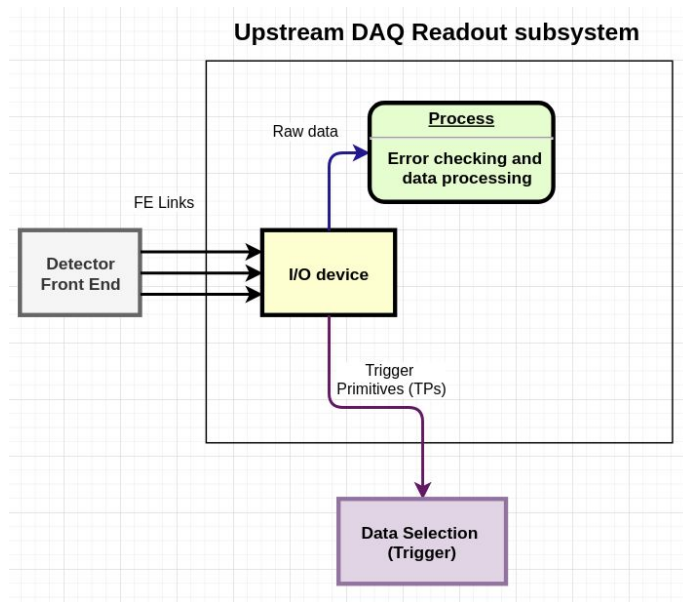 Upstream DAQ Readout subsystem
Raw data
Process
Error checking and
data processing
FE Links
Detector
Front End
I/O device
Trigger
Primitives (TPs)
Data Selection
(Trigger)